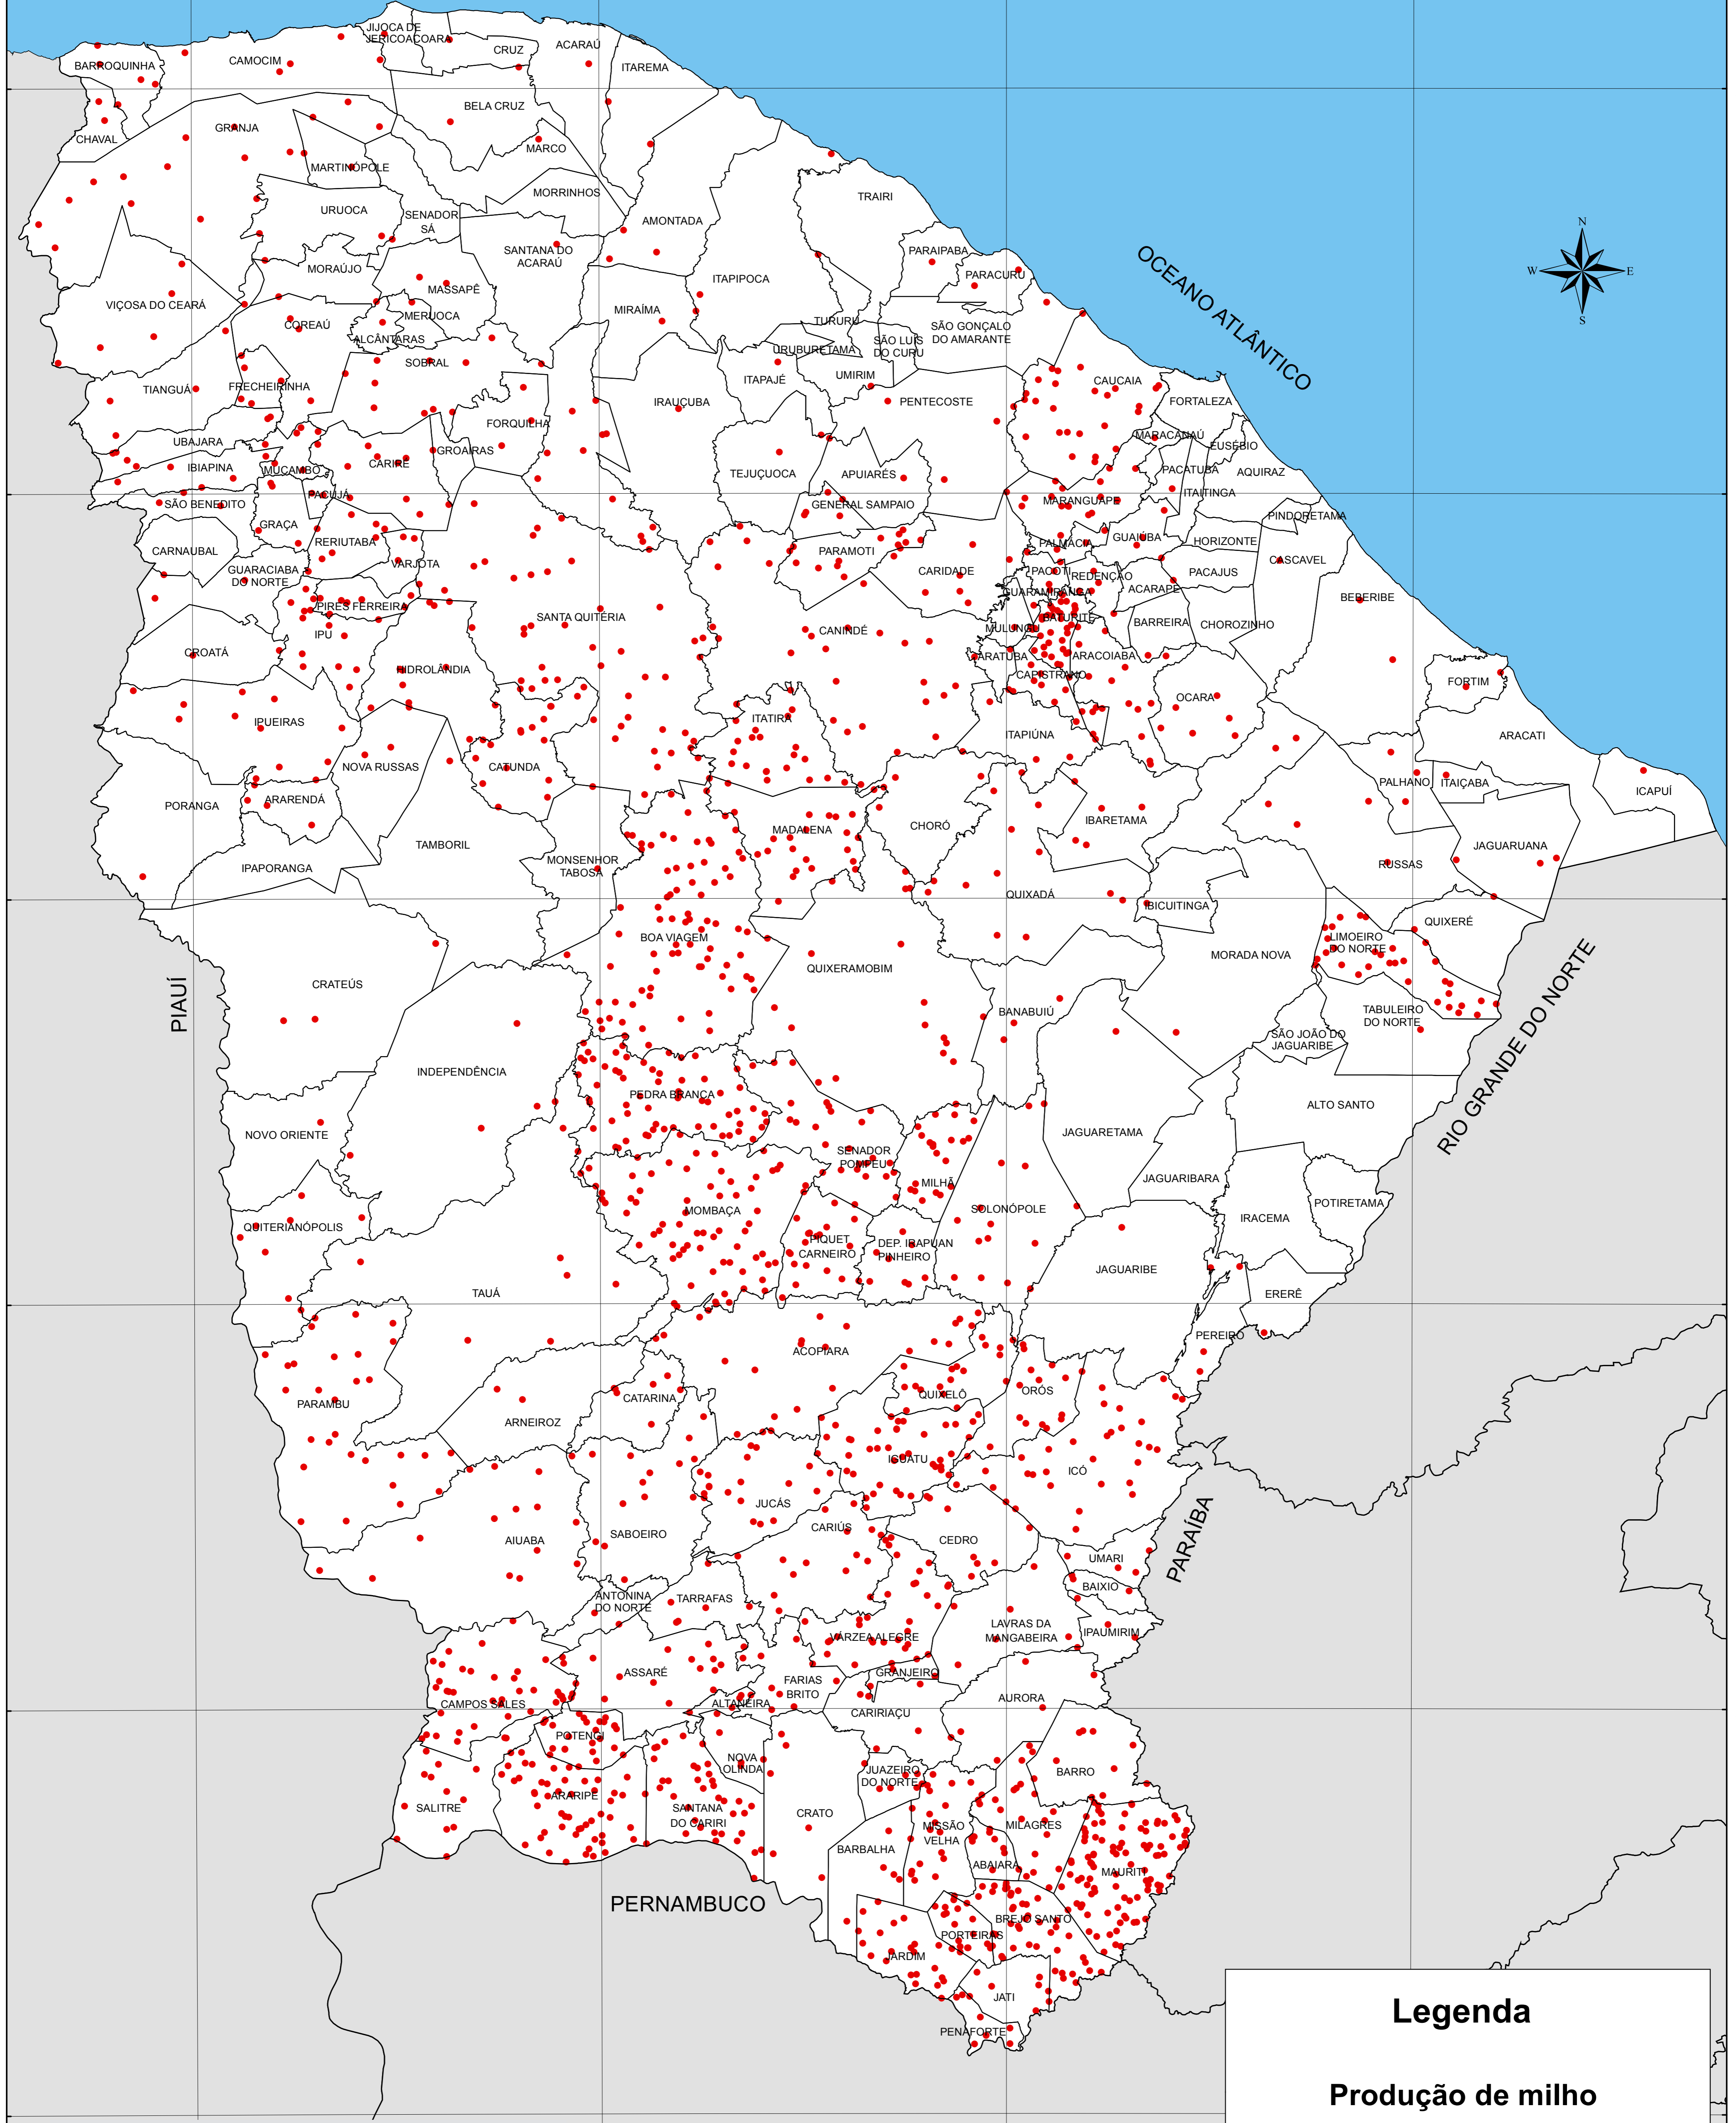 JIJOCA DE
JERICOACOARA
CRUZ
ACARAÚ
ITAREMA
BARROQUINHA
CAMOCIM
BELA CRUZ
CHAVAL
GRANJA
MARCO
MARTINÓPOLE
MORRINHOS
URUOCA
SENADOR
SÁ
AMONTADA
TRAIRI
SANTANA DO
ACARAÚ
MORAÚJO
MASSAPÊ
ITAPIPOCA
PARAIPABA
PARACURU
OCEANO ATLÂNTICO
N
W
E
S
VIÇOSA DO CEARÁ
COREAÚ
MERUOCA
ALCÂNTARAS
MIRAÍMA
TURURU
URUBURETAMA
SÃO LUIS
DO CURU
SÃO GONÇALO
DO AMARANTE
TIANGUÁ
FRECHEIRINHA
SOBRAL
ITAPAJÉ
UMIRIM
IRAUÇUBA
PENTECOSTE
CAUCAIA
FORTALEZA
FORQUILHA
UBAJARA
IBIAPINA
MUCAMBO
CARIRÉ
GROAÍRAS
TEJUÇUOCA
APUIARÉS
MARACANAÚ
EUSÉBIO
PACATUBA
AQUIRAZ
ITAITINGA
SÃO BENEDITO
PACUJÁ
GENERAL SAMPAIO
MARANGUAPE
PINDORETAMA
GRAÇA
CARNAUBAL
RERIUTABA
VARJOTA
PARAMOTI
CARIDADE
PALMÁCIA
GUAIÚBA
HORIZONTE
CASCAVEL
GUARACIABA
DO NORTE
PACOTI
REDENÇÃO
PACAJUS
GUARAMIRANGA
ACARAPE
BEBERIBE
PIRES FERREIRA
IPU
SANTA QUITÉRIA
CANINDÉ
MULUNGU
BATURITÉ
BARREIRA
CHOROZINHO
CROATÁ
HIDROLÂNDIA
ARATUBA
CAPISTRANO
ARACOIABA
FORTIM
OCARA
IPUEIRAS
ITATIRA
ITAPIÚNA
ARACATI
NOVA RUSSAS
CATUNDA
PORANGA
ARARENDÁ
PALHANO
ITAIÇABA
ICAPUÍ
TAMBORIL
MADALENA
CHORÓ
IBARETAMA
JAGUARUANA
IPAPORANGA
MONSENHOR
TABOSA
QUIXADÁ
RUSSAS
IBICUITINGA
QUIXERÉ
BOA VIAGEM
LIMOEIRO
DO NORTE
CRATEÚS
QUIXERAMOBIM
MORADA NOVA
PIAUÍ
BANABUIÚ
TABULEIRO
DO NORTE
SÃO JOÃO DO
JAGUARIBE
RIO GRANDE DO NORTE
INDEPENDÊNCIA
PEDRA BRANCA
ALTO SANTO
NOVO ORIENTE
JAGUARETAMA
SENADOR
POMPEU
JAGUARIBARA
MILHÃ
POTIRETAMA
MOMBAÇA
SOLONÓPOLE
IRACEMA
QUITERIANÓPOLIS
PIQUET
CARNEIRO
DEP. IRAPUAN
PINHEIRO
JAGUARIBE
TAUÁ
ERERÊ
PEREIRO
ACOPIARA
PARAMBU
CATARINA
QUIXELÔ
ORÓS
ARNEIROZ
IGUATU
ICÓ
JUCÁS
CARIÚS
CEDRO
SABOEIRO
AIUABA
UMARI
PARAÍBA
BAIXIO
ANTONINA
DO NORTE
TARRAFAS
LAVRAS DA
MANGABEIRA
VÁRZEA ALEGRE
IPAUMIRIM
ASSARÉ
FARIAS
BRITO
GRANJEIRO
CAMPOS SALES
ALTANEIRA
CARIRIAÇU
AURORA
POTENGI
NOVA
OLINDA
JUAZEIRO
DO NORTE
BARRO
ARARIPE
SALITRE
SANTANA
DO CARIRI
CRATO
MISSÃO
VELHA
MILAGRES
BARBALHA
ABAIARA
MAURITI
PERNAMBUCO
BREJO SANTO
PORTEIRAS
JARDIM
JATI
PENAFORTE
Legenda
Produção de milho